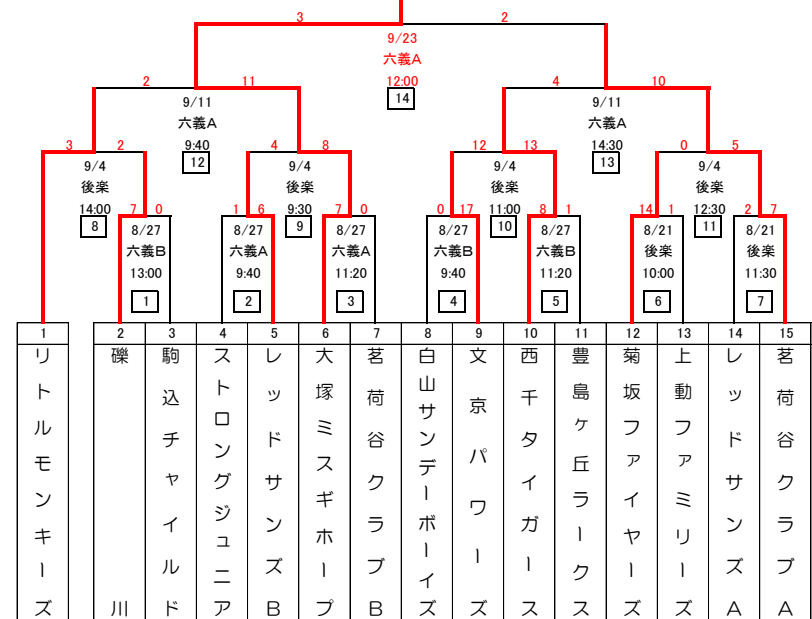 3 2
9/23
六義A
12:00
14
2 11 4 10
9/11 9/11
六義A 六義A
9:40 14:30
12 13
3 2 4 8 12 13 0 5
9/4 9/4 9/4 9/4
後楽 後楽 後楽 後楽
14:00 9:30 11:00 12:30
8 9 10 11
7 0 1 6 7 0 0 17 8 1 14 1 2 7
8/27 8/27 8/27 8/27 8/27 8/21 8/21
六義B 六義A 六義A 六義B 六義B 後楽 後楽
13:00 9:40 11:20 9:40 11:20 10:00 11:30
1 2 3 4 5 6 7
1 2 3 4 5 6 7 8 9 10 11 12 13 14 15
リトルモンキーズ
礫川
駒込チャイルド
ストロングジュニア
レッドサンズB
大塚ミスギホープ
茗荷谷クラブB
白山サンデーボーイズ
文京パワーズ
西千タイガース
豊島ヶ丘ラークス
菊坂ファイヤーズ
上動ファミリーズ
レッドサンズA
茗荷谷クラブA